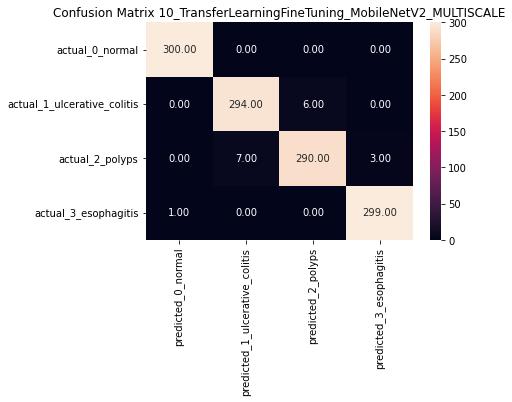 Confusion Matrix 10_TransferLearningFineTuning_MobileNetV2_MULTISCALE
actual_0_normal 300.00 0.00 0.00 0.00
actual_1_ulcerative_colitis 0.00 294.00 6.00 0.00
actual_2_polyps 0.00 7.00 290.00 3.00
actual_3_esophagitis 1.00 0.00 0.00 299.00
predicted_0_normal
predicted_1_ulcerative_colitis
predicted_2_polyps
predicted_3_esophagitis
300
250
200
150
100
50
0